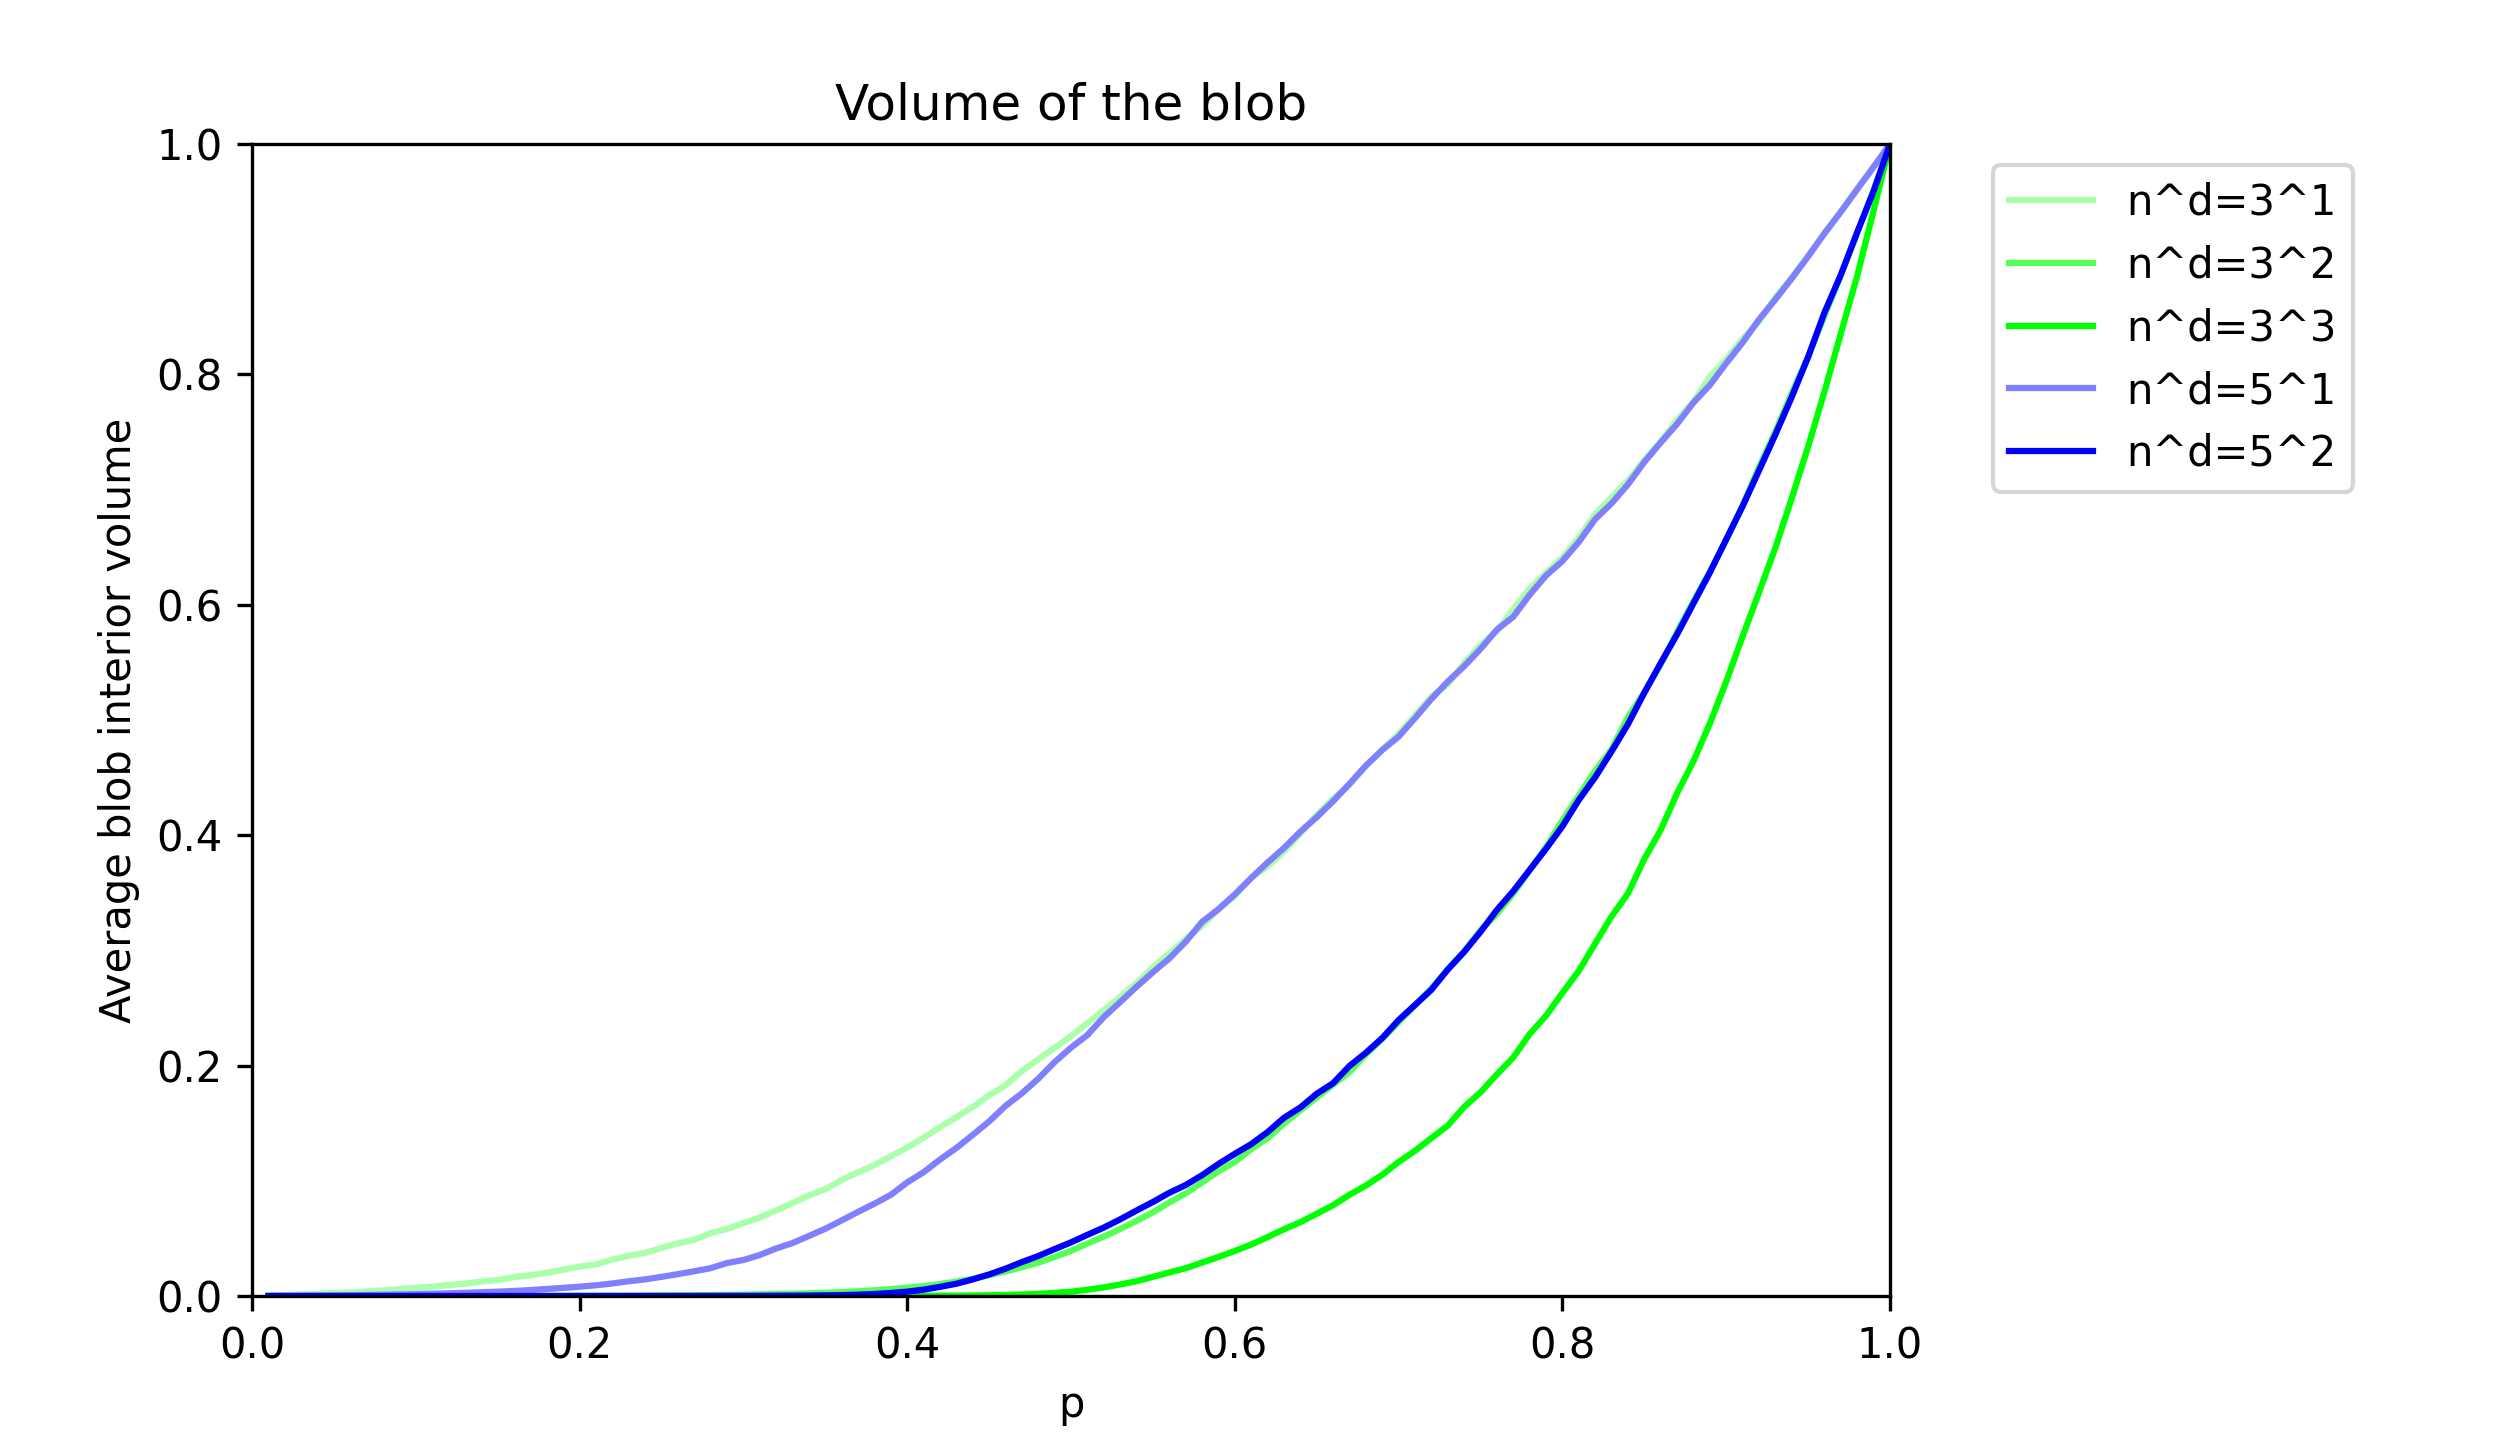 Volume of the blob
1.0
0.8
0.6
0.4
0.2
0.0
Average blob interior volume
0.0 0.2 0.4 0.6 0.8 1.0
p
n^d=3^1
n^d=3^2
n^d=3^3
n^d=5^1
n^d=5^2